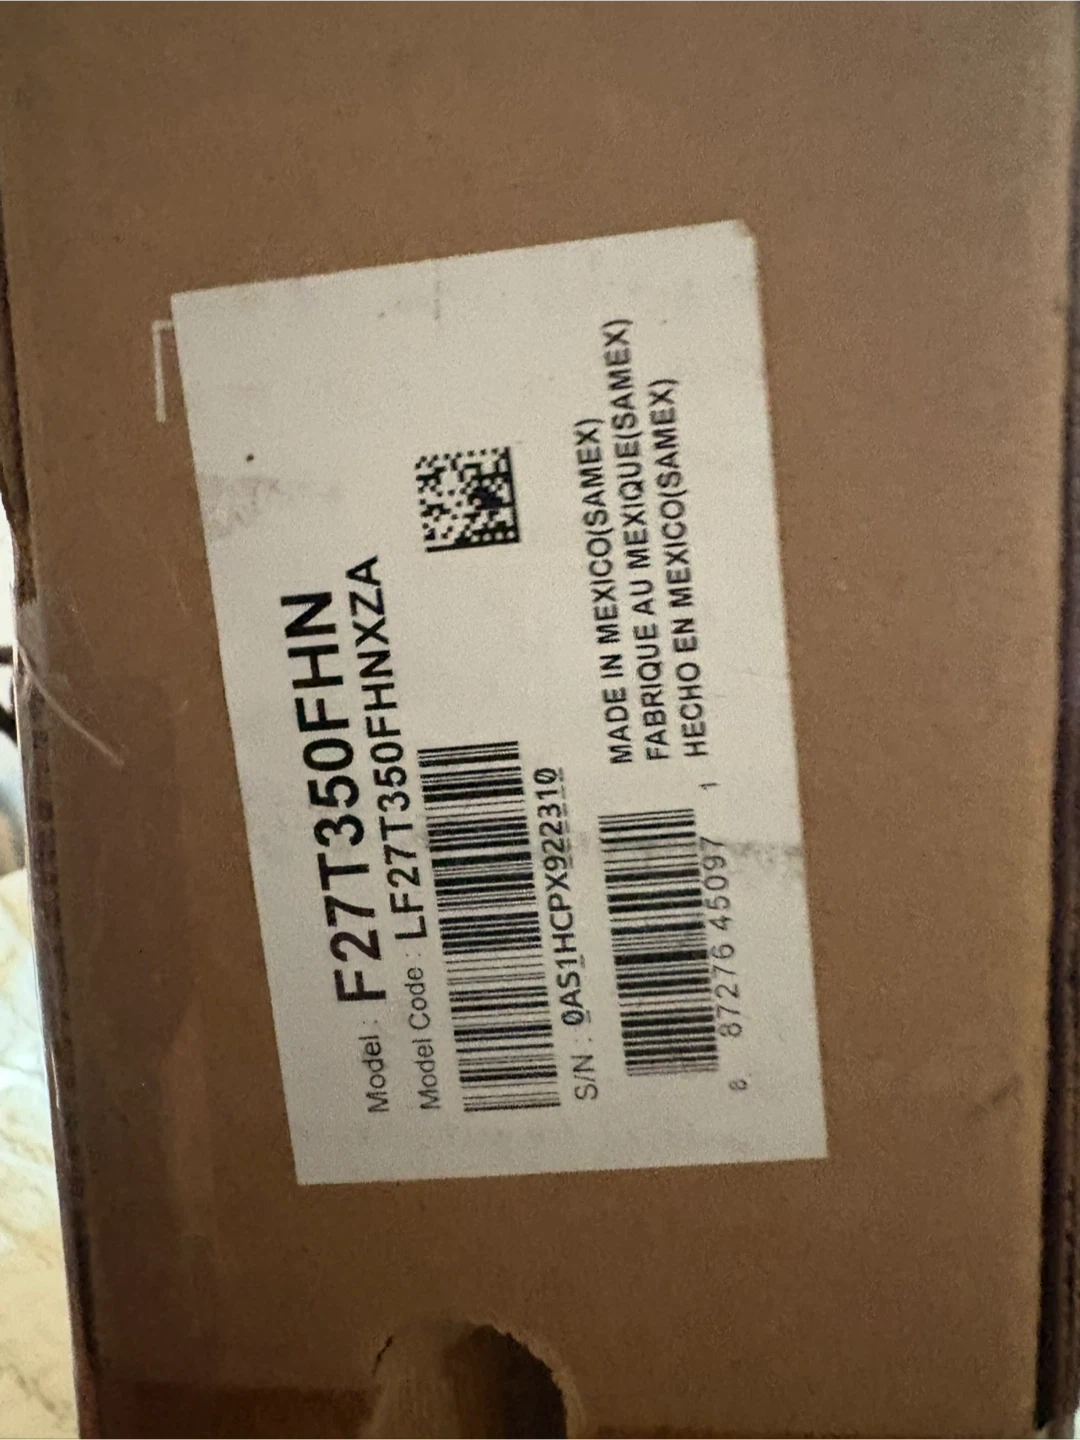 Model : F27T350FHN
Model Code : LF27T350FHNXZA
S/N : 0AS1HCPX922310
MADE IN MEXICO(SAMEX)
FABRIQUE AU MEXIQUE(SAMEX)
HECHO EN MEXICO(SAMEX)
8 87276 45097 1